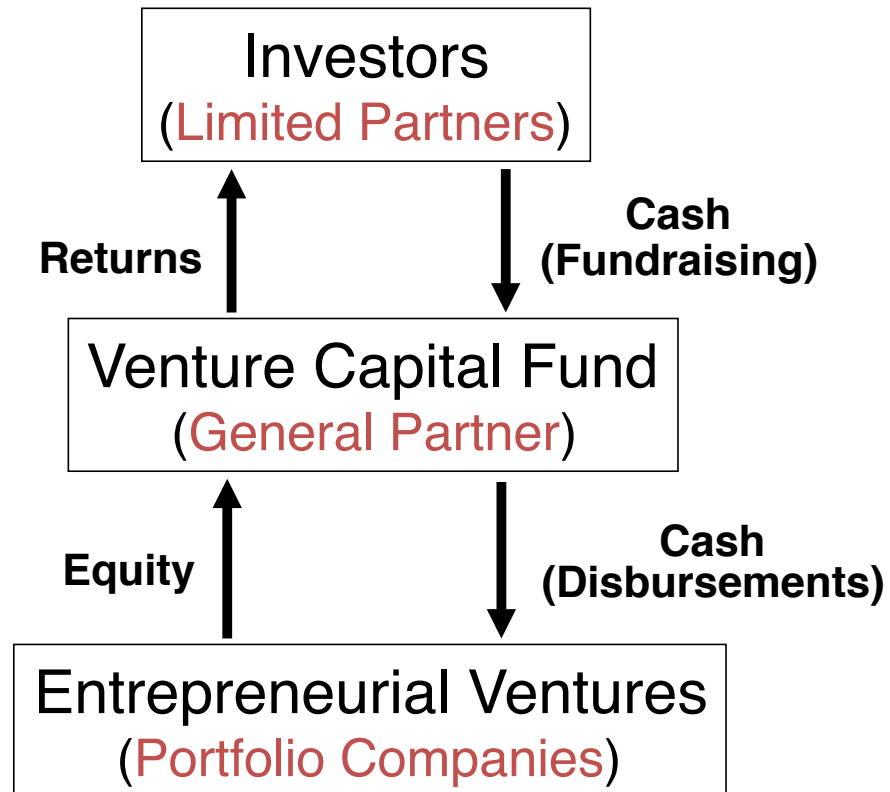 Investors
(Limited Partners)
Returns
Cash
(Fundraising)
Venture Capital Fund
(General Partner)
Equity
Cash
(Disbursements)
Entrepreneurial Ventures
(Portfolio Companies)